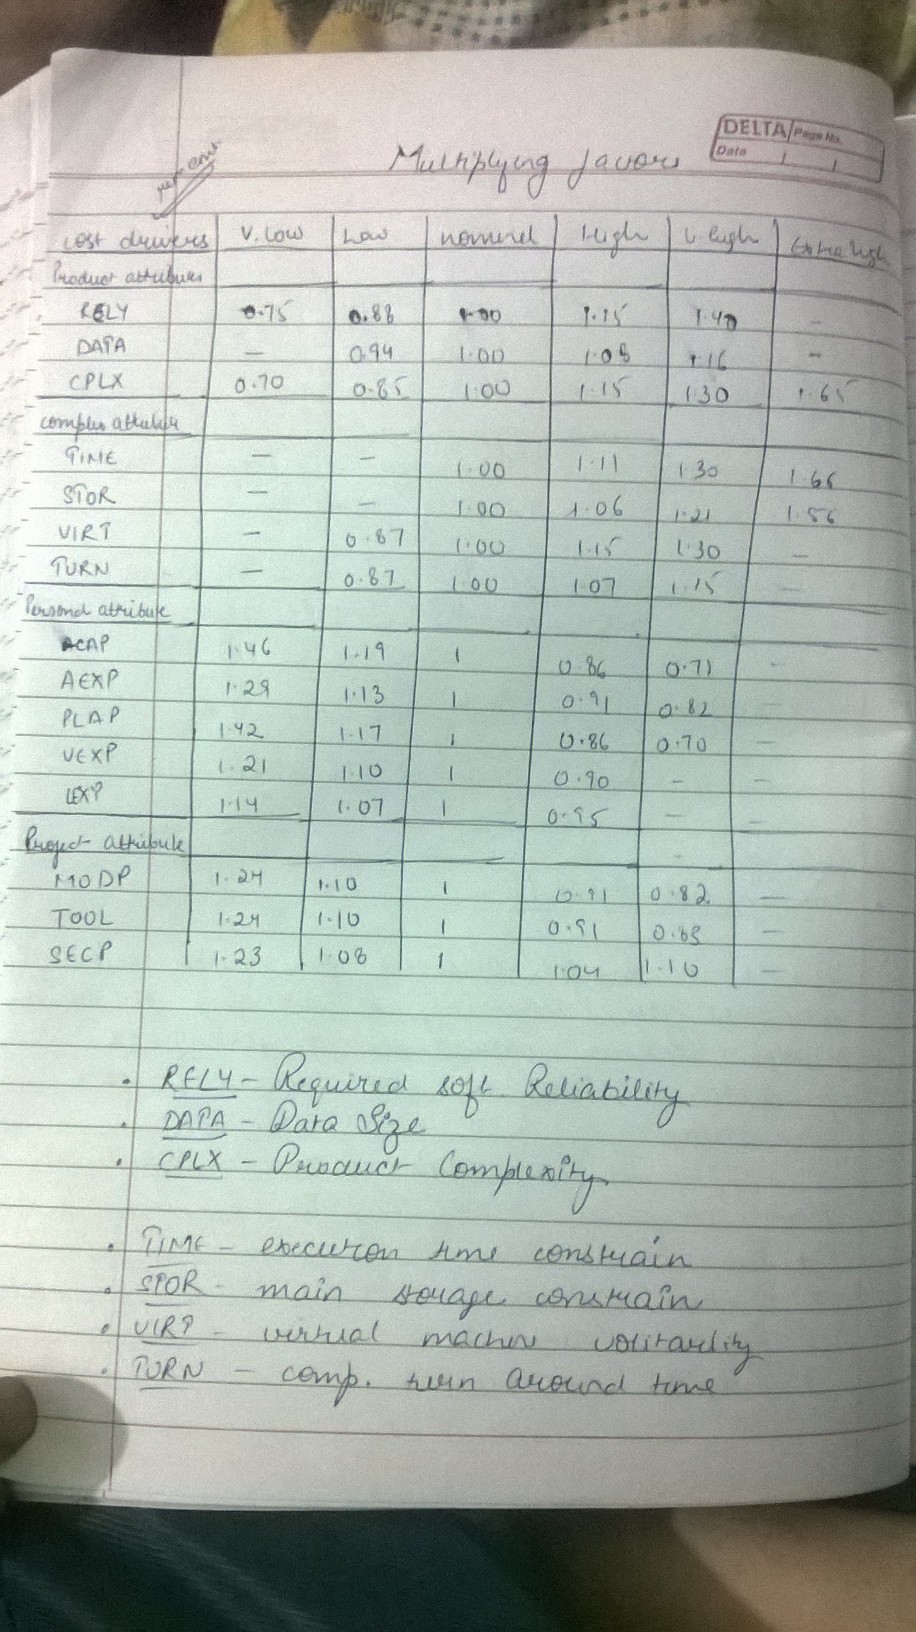 DELTA Page No.
Date / /
Multiplying favors
cost drivers V. Low Low nominal High V. high Extra high
Product attributes
RELY 0.75 0.88 1.00 1.15 1.40 -
DATA - 0.94 1.00 1.08 1.16 -
CPLX 0.70 0.85 1.00 1.15 1.30 1.65
TIME - - 1.00 1.11 1.30 1.66
STOR - - 1.00 1.06 1.21 1.56
VIRT - 0.87 1.00 1.15 1.30 -
TURN - 0.87 1.00 1.07 1.15 -
Personal attribute
ACAP 1.46 1.19 1 0.86 0.71 -
AEXP 1.29 1.13 1 0.91 0.82 -
PLAP 1.42 1.17 1 0.86 0.70 -
VEXP 1.21 1.10 1 0.90 - -
LEXP 1.14 1.07 1 0.95 - -
Project attribute -
MODP 1.24 1.10 1 0.91 0.82 -
TOOL 1.24 1.10 1 0.91 0.83 -
SECP 1.23 1.08 1 1.04 1.10 -
• RELY - Required soft Reliability
• DATA - Data Size
• CPLX - Product Complexity
• TIME - execution time constrain
• STOR - main storage constrain
• VIRT - virtual machine
• TURN - comp. turn around time